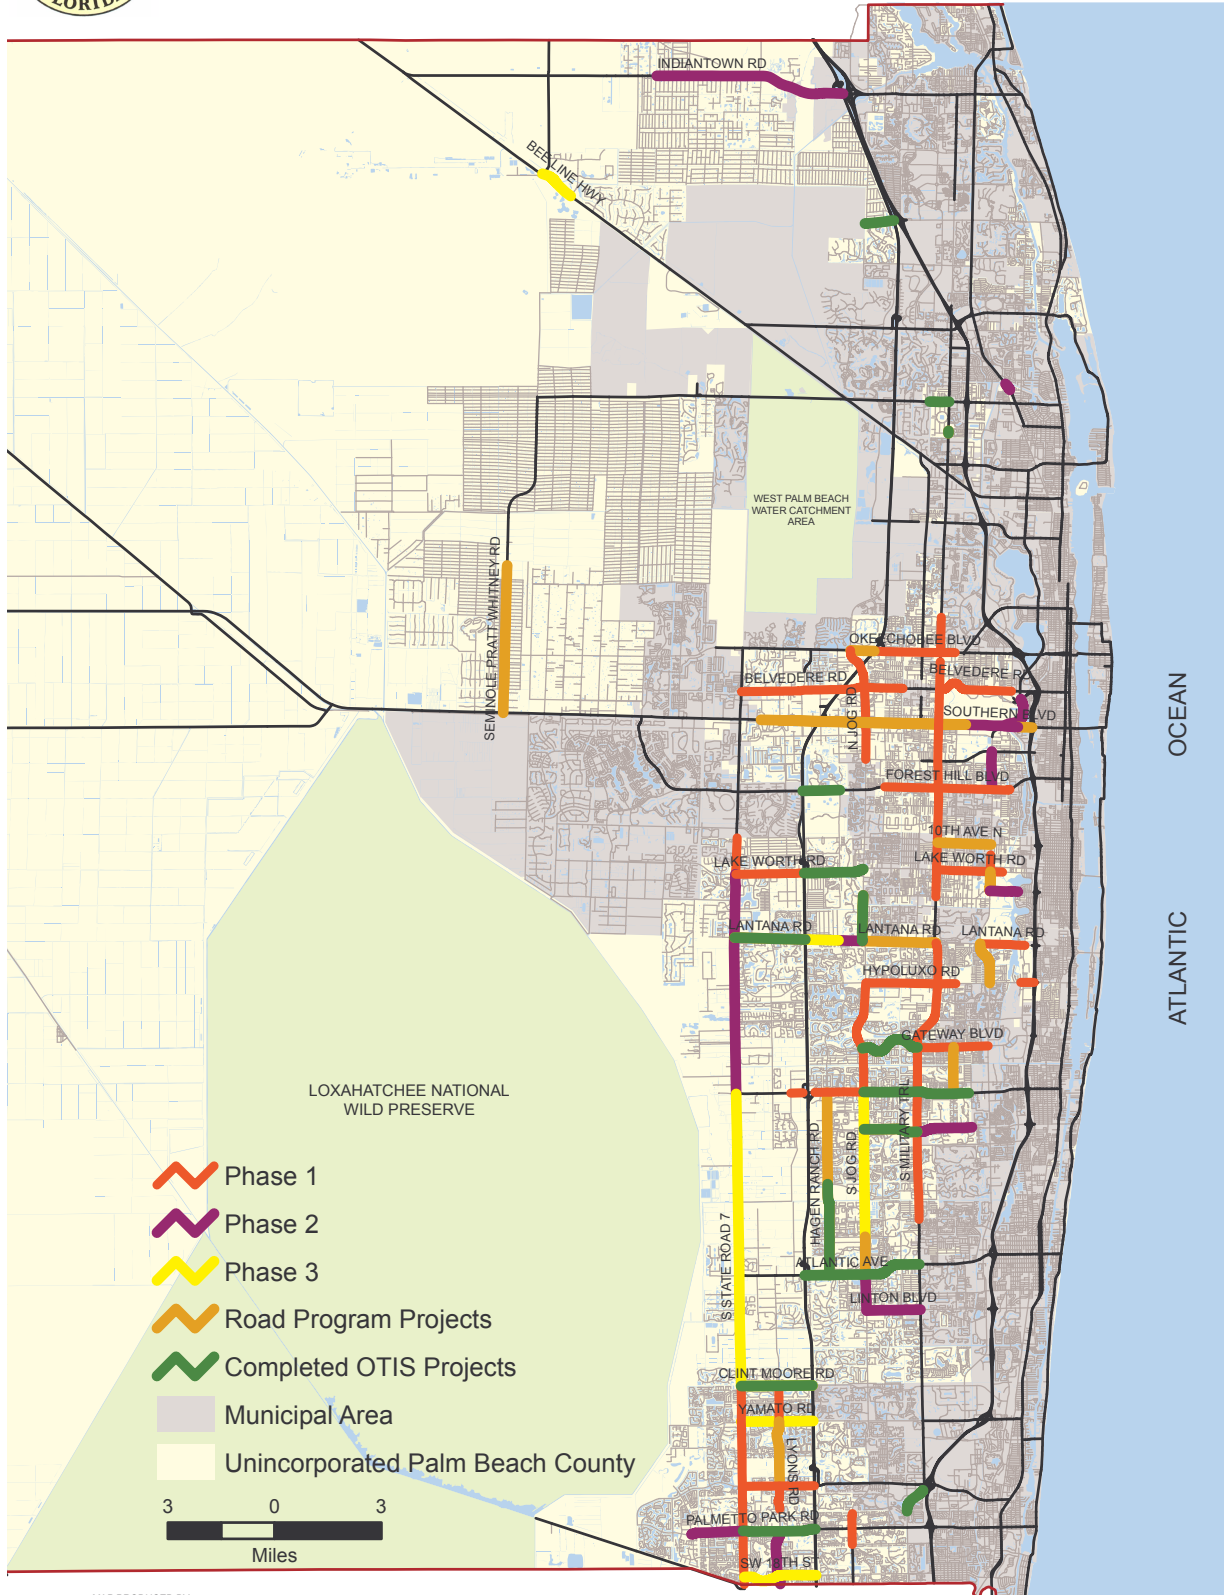 FLORIDA
INDIANTOWN RD
BEELINE HWY
WEST PALM BEACH
WATER CATCHMENT
AREA
SEMINOLE PRATT WHITNEY RD
OKEECHOBEE BLVD
BELVEDERE RD
BELVEDERE R
N JOG RD
SOUTHERN BLVD
OCEAN
FOREST HILL BLVD
10TH AVE N
LAKE WORTH RD
LAKE WORTH RD
LANTANA RD
LANTANA RD
LANTANA RD
ATLANTIC
HYPOLUXO RD
GATEWAY BLVD
LOXAHATCHEE NATIONAL
WILD PRESERVE
S MILITARY TRL
HAGEN RANCH RD
S JOG RD
S STATE ROAD 7
ATLANTIC AVE
LINTON BLVD
CLINT MOORE RD
YAMATO RD
LYONS RD
PALMETTO PARK RD
SW 18TH ST
Phase 1
Phase 2
Phase 3
Road Program Projects
Completed OTIS Projects
Municipal Area
Unincorporated Palm Beach County
3 0 3
Miles